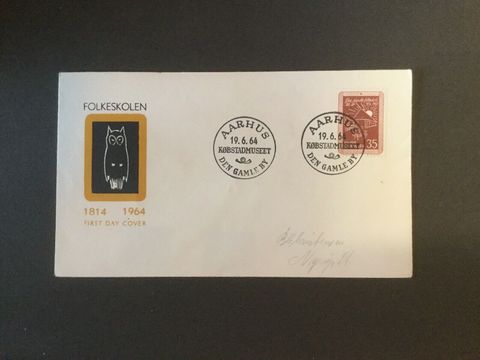 FOLKESKOLEN
1814 1964
FIRST DAY COVER
AARHUS
19.6.64
KØBSTADMUSEET
DEN GAMLE BY
AARHUS
19.6.64
KØBSTADMUSEET
DEN GAMLE BY
35